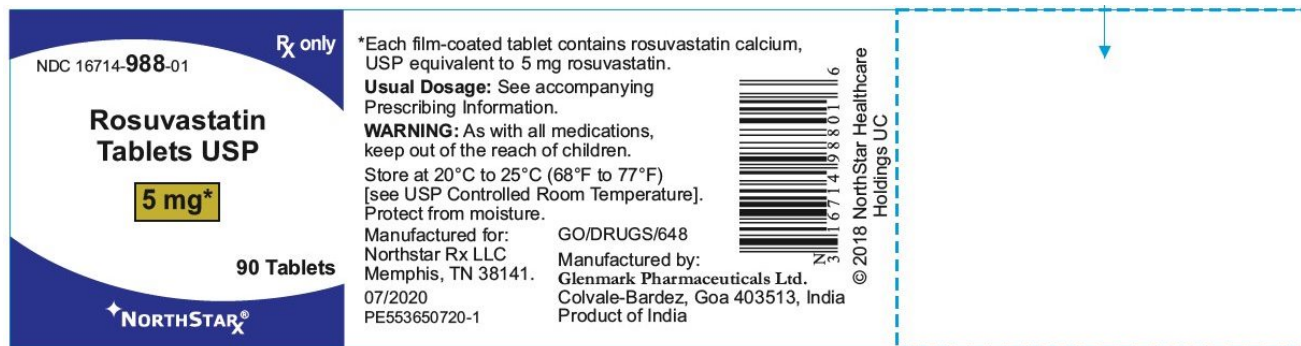 Rx only
NDC 16714-988-01
Rosuvastatin
Tablets USP
5 mg*
90 Tablets
NORTHSTARx®
*Each film-coated tablet contains rosuvastatin calcium,
USP equivalent to 5 mg rosuvastatin.
Usual Dosage: See accompanying
Prescribing Information.
WARNING: As with all medications,
keep out of the reach of children.
Store at 20°C to 25°C (68°F to 77°F)
[see USP Controlled Room Temperature].
Protect from moisture.
Manufactured for:
Northstar Rx LLC
Memphis, TN 38141.
07/2020
PE553650720-1
GO/DRUGS/648
Manufactured by:
Glenmark Pharmaceuticals Ltd.
Colvale-Bardez, Goa 403513, India
Product of India
N
3 16714 98801 6
© 2018 NorthStar Healthcare
Holdings UC